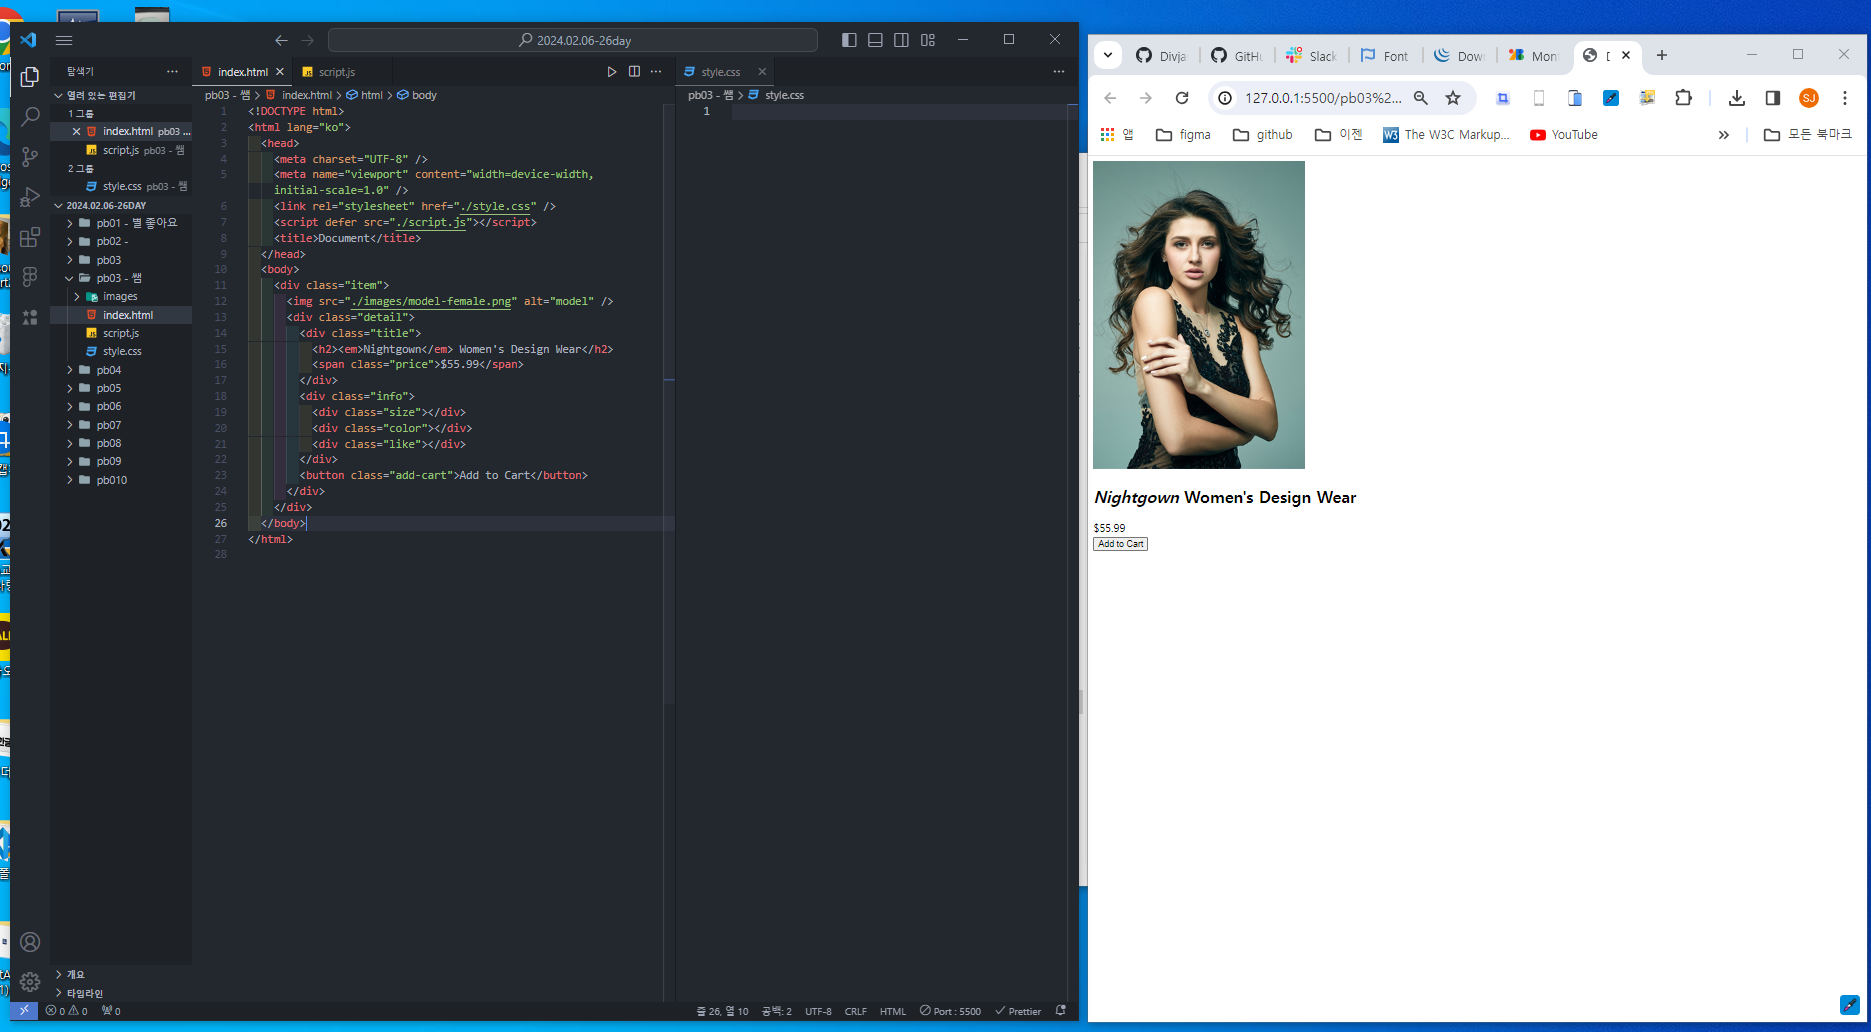 2024.02.06-26day
탐색기
index.html
script.js
style.css
열려 있는 편집기
1 그룹
index.html pb03 ...
script.js pb03 - 쌤
2 그룹
style.css pb03 - 쌤
2024.02.06-26DAY
pb01 - 별 좋아요
pb02 -
pb03
pb03 - 쌤
images
index.html
script.js
style.css
pb04
pb05
pb06
pb07
pb08
pb09
pb010
개요
타임라인
pb03 - 쌤 > index.html > html > body
1 <!DOCTYPE html>
2 <html lang="ko">
3 <head>
4 <meta charset="UTF-8" />
5 <meta name="viewport" content="width=device-width,
initial-scale=1.0" />
6 <link rel="stylesheet" href="./style.css" />
7 <script defer src="./script.js"></script>
8 <title>Document</title>
9 </head>
10 <body>
11 <div class="item">
12 <img src="./images/model-female.png" alt="model" />
13 <div class="detail">
14 <div class="title">
15 <h2><em>Nightgown</em> Women's Design Wear</h2>
16 <span class="price">$55.99</span>
17 </div>
18 <div class="info">
19 <div class="size"></div>
20 <div class="color"></div>
21 <div class="like"></div>
22 </div>
23 <button class="add-cart">Add to Cart</button>
24 </div>
25 </div>
26 </body>
27 </html>
28
pb03 - 쌤 > style.css
1
0 0 0
줄 26, 열 10 공백: 2 UTF-8 CRLF HTML Port : 5500 Prettier
Divja GitHu Slack Font Dow Mon
127.0.0.1:5500/pb03%2...
SJ
앱 figma github 이젠 The W3C Markup... YouTube » 모든 북마크
Nightgown Women's Design Wear
$55.99
Add to Cart